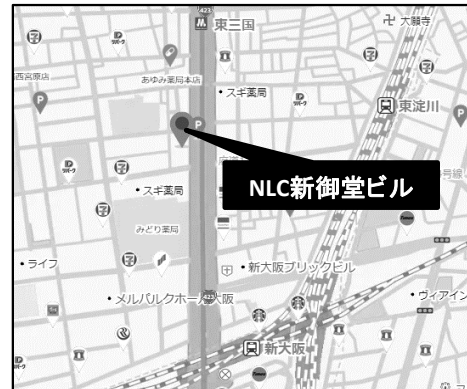 423
東三国
大願寺
西宮原店
あゆみ薬局本店
スギ薬局
東淀川
NLC新御堂ビル
スギ薬局
みどり薬局
ライフ
新大阪ブリックビル
メルパルクホール大阪
423
ヴィアイン
新大阪